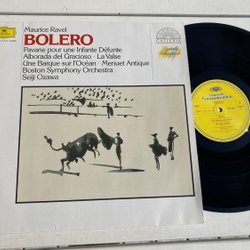 Maurice Ravel
BOLERO
Pavane pour une Infante Défunte
Alborada del Gracioso · La Valse
Une Barque sur l'Océan · Menuet Antique
Boston Symphony Orchestra
Seiji Ozawa
GALLERIA